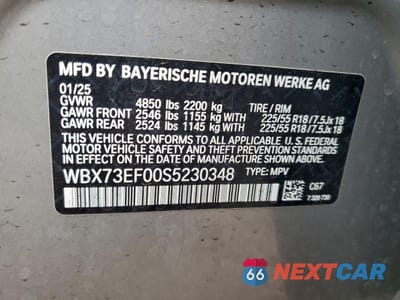 MFD BY BAYERISCHE MOTOREN WERKE AG
01/25
GVWR 4850 lbs 2200 kg TIRE / RIM
GAWR FRONT 2546 lbs 1155 kg WITH 225/55 R18 / 7.5Jx18
GAWR REAR 2524 lbs 1145 kg WITH 225/55 R18 / 7.5Jx18
THIS VEHICLE CONFORMS TO ALL APPLICABLE U.S. FEDERAL
MOTOR VEHICLE SAFETY, BUMPER, AND THEFT PREVENTION
STANDARDS IN EFFECT ON THE DATE OF MANUFACTURE
SHOWN ABOVE.
WBX73EF00S5230348 TYPE: MPV
C67
66 NEXTCAR